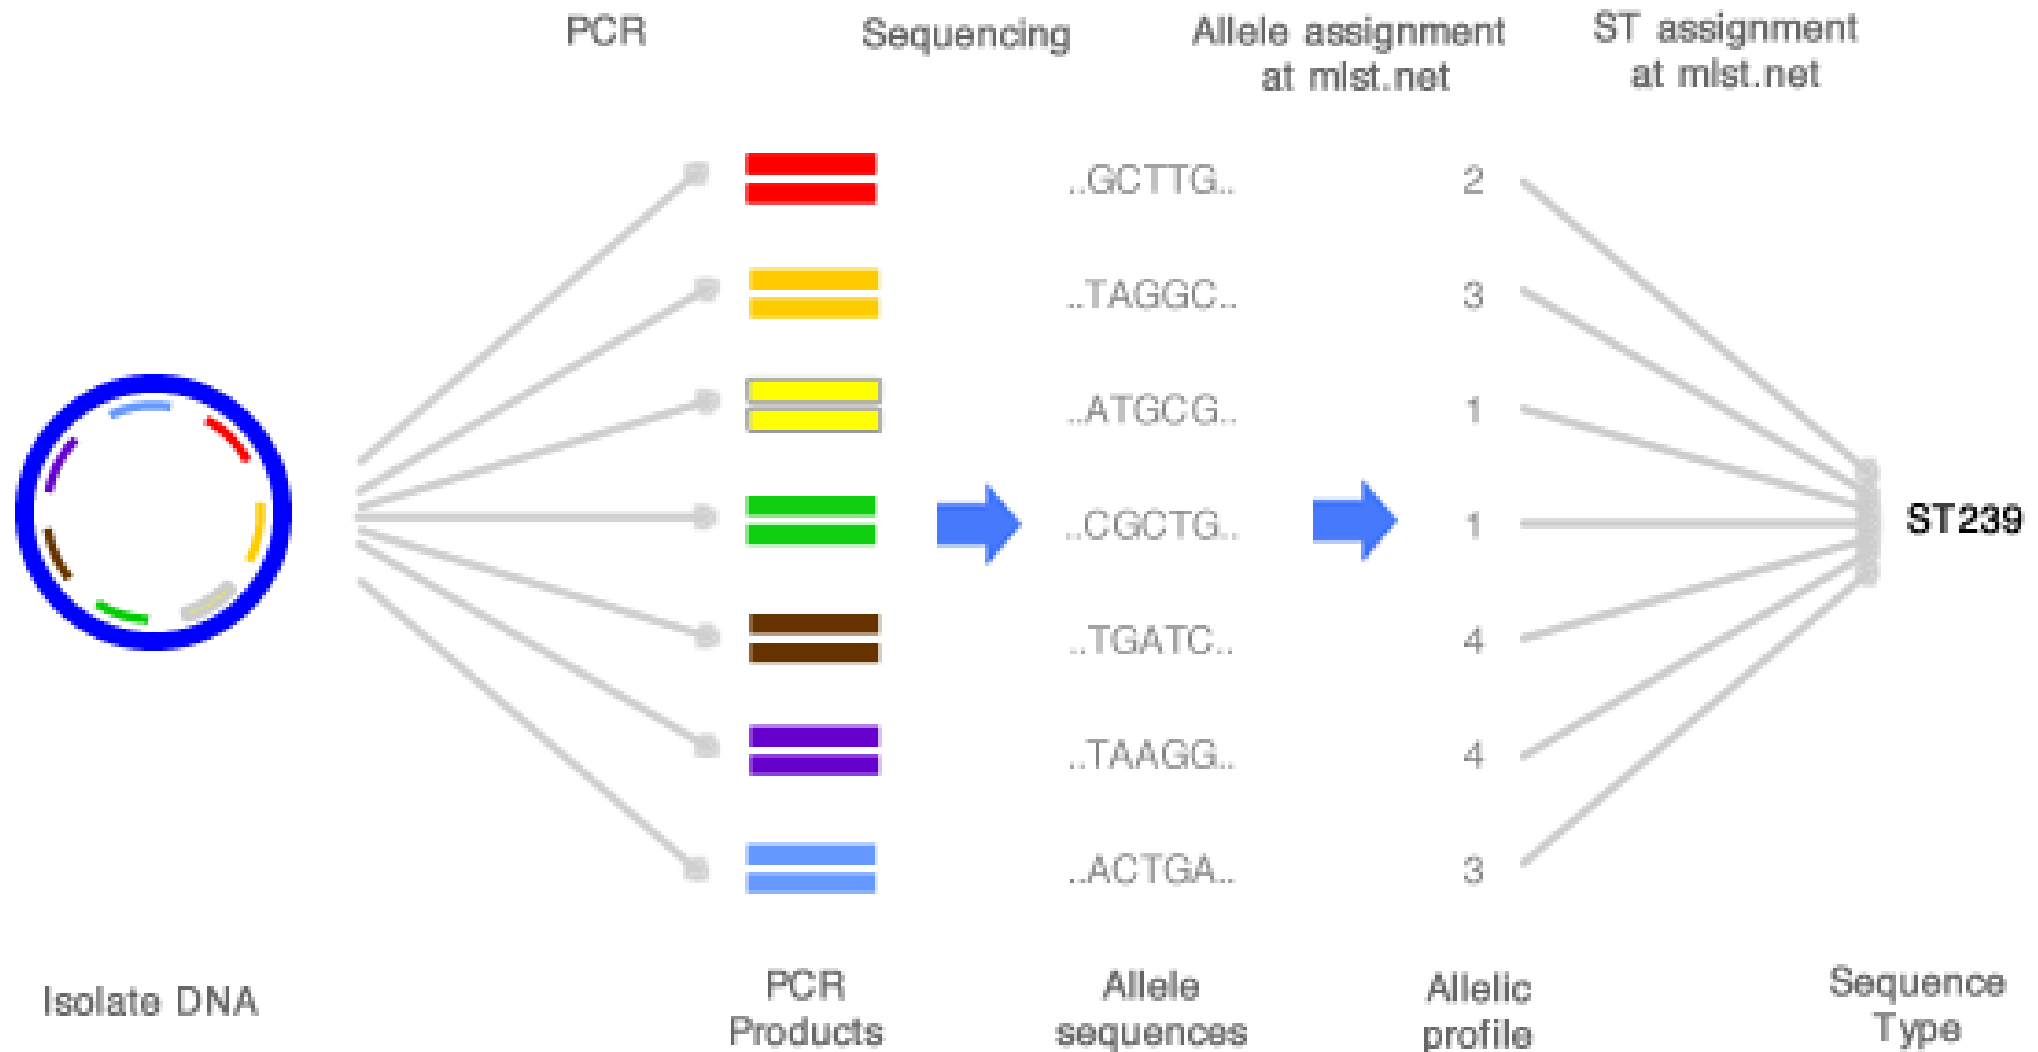 PCR
Sequencing
Allele assignment
at mlst.net
ST assignment
at mlst.net
..GCTTG..
2
..TAGGC..
3
..ATGCG..
1
..CGCTG..
1
ST239
..TGATC..
4
..TAAGG..
4
..ACTGA..
3
Isolate DNA
PCR
Products
Allele
sequences
Allelic
profile
Sequence
Type